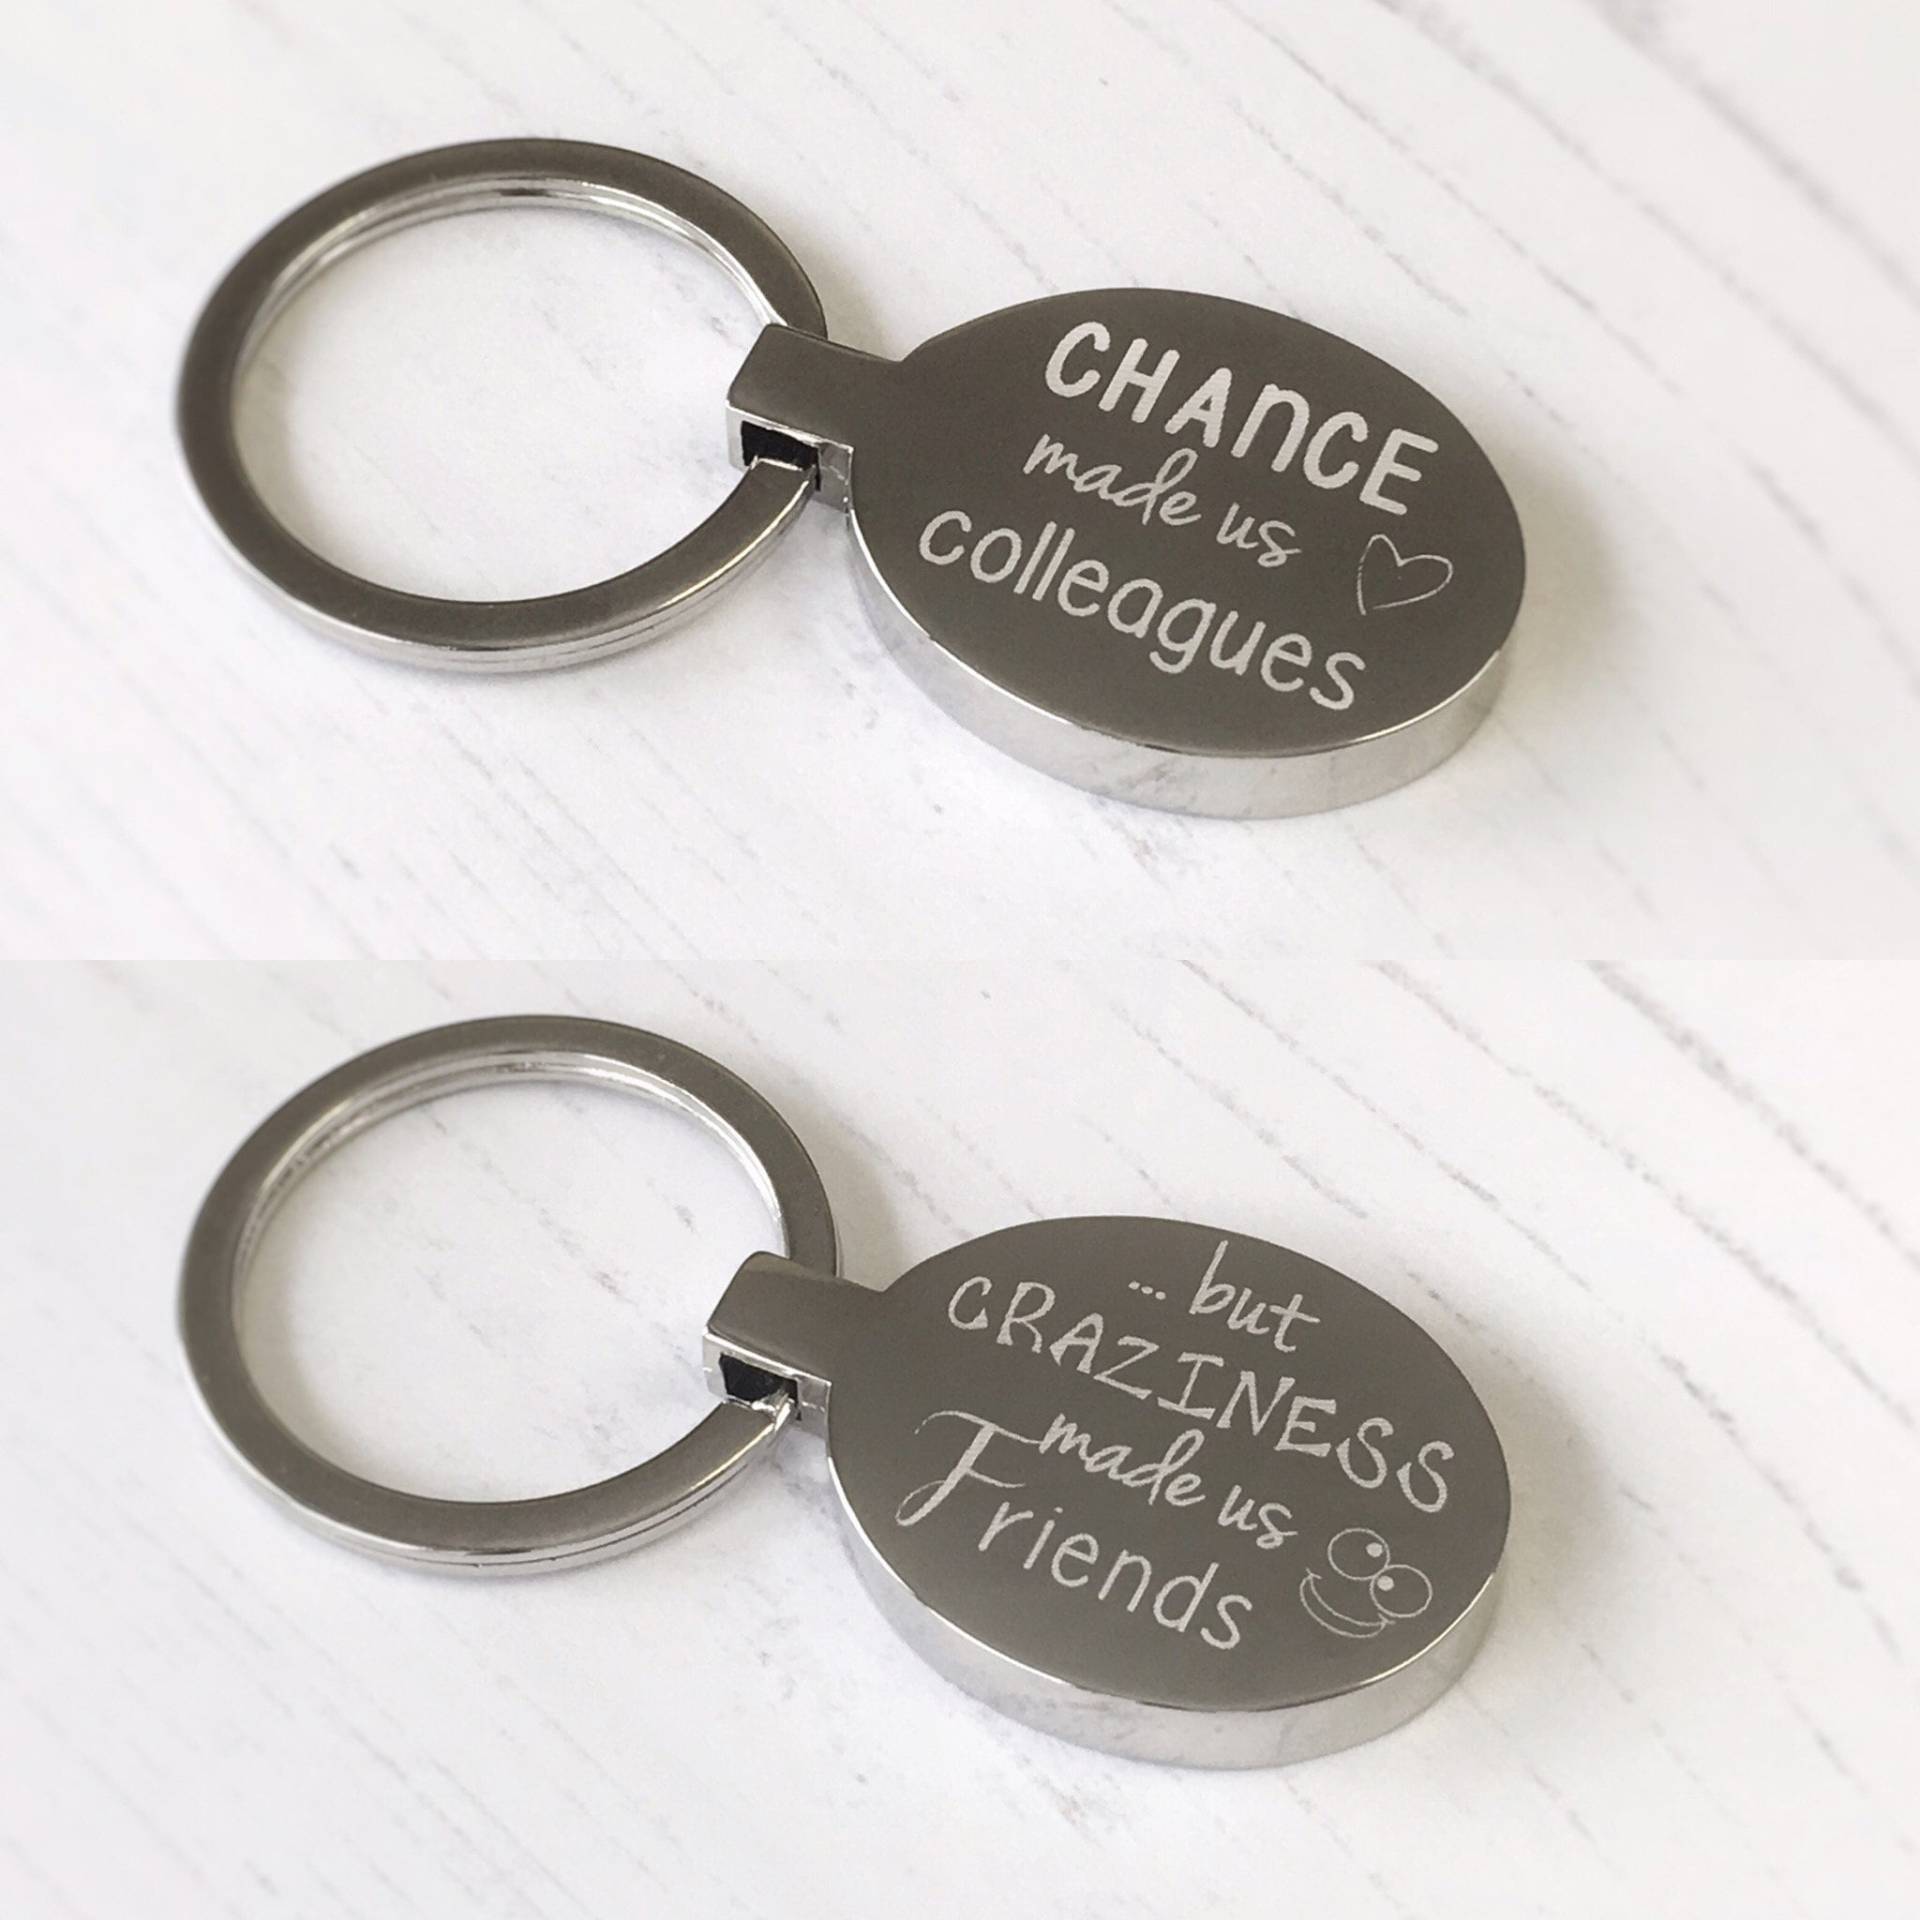 CHANCE
made us
colleagues
... but
CRAZINESS
made us
Friends